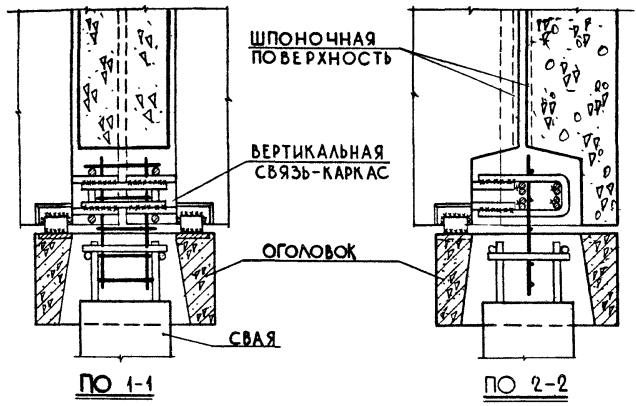 ШПОНОЧНАЯ
ПОВЕРХНОСТЬ
ВЕРТИКАЛЬНАЯ
СВЯЗЬ-КАРКАС
ОГОЛОВОК
СВАЯ
ПО 1-1
ПО 2-2